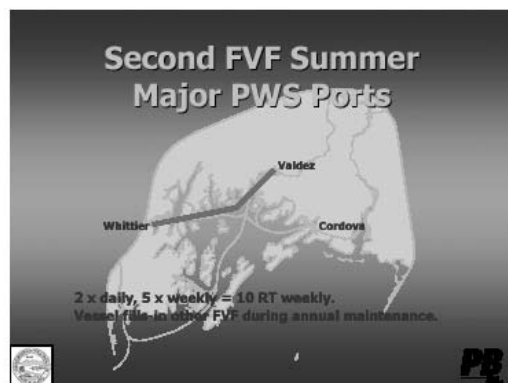 Second FVF Summer
Major PWS Ports
Valdez
Whittier
Cordova
2 x daily, 5 x weekly = 10 RT weekly.
Vessel fills-in other FVF during annual maintenance.
PB